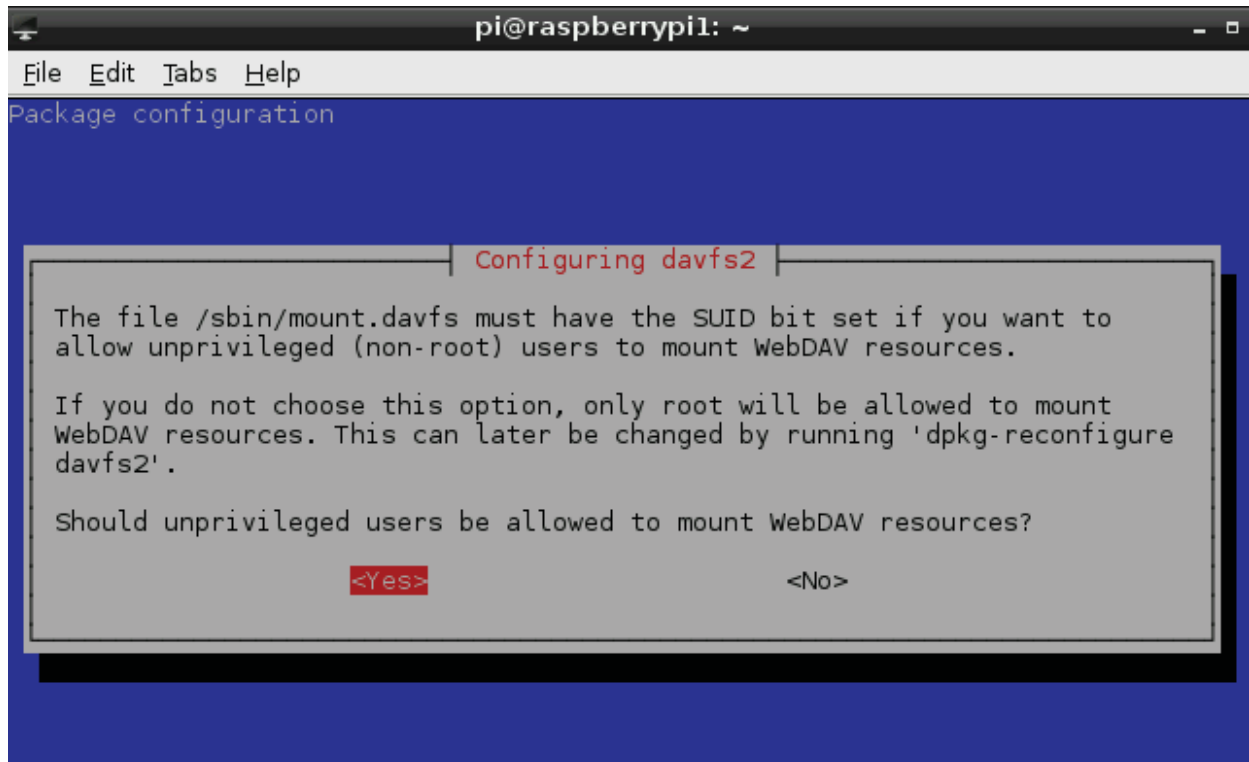 pi@raspberrypi1: ~
File Edit Tabs Help
Package configuration
Configuring davfs2
The file /sbin/mount.davfs must have the SUID bit set if you want to
allow unprivileged (non-root) users to mount WebDAV resources.
If you do not choose this option, only root will be allowed to mount
WebDAV resources. This can later be changed by running 'dpkg-reconfigure
davfs2'.
Should unprivileged users be allowed to mount WebDAV resources?
<Yes> <No>